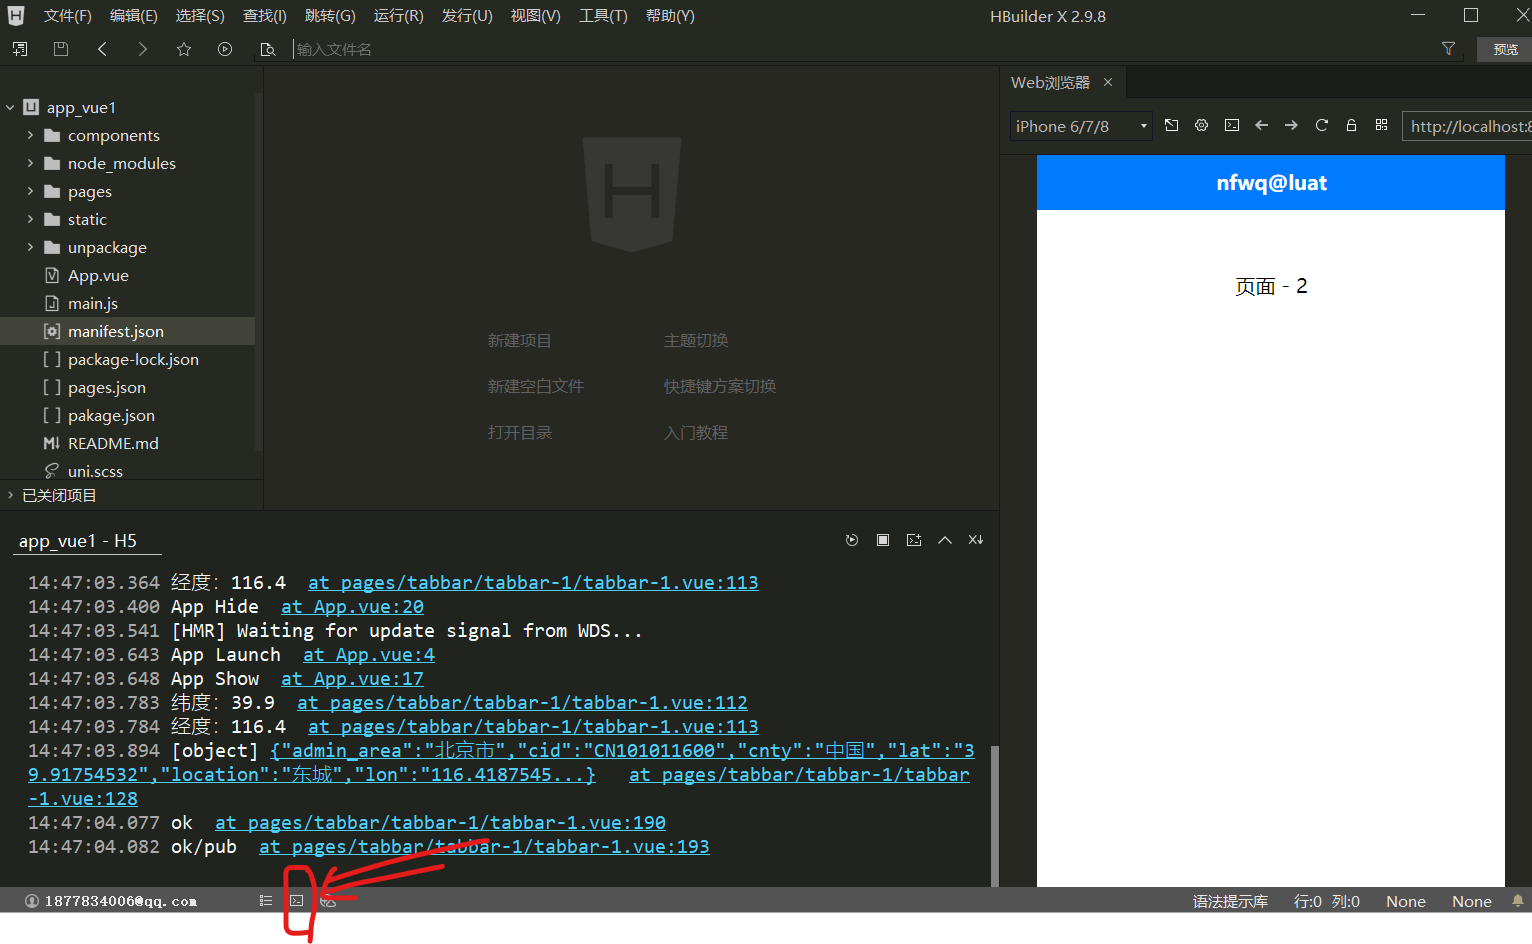 文件(F) 编辑(E) 选择(S) 查找(I) 跳转(G) 运行(R) 发行(U) 视图(V) 工具(T) 帮助(Y) HBuilder X 2.9.8
输入文件名 预览
app_vue1
components
node_modules
pages
static
unpackage
App.vue
main.js
manifest.json
package-lock.json
pages.json
pakage.json
README.md
uni.scss
已关闭项目
新建项目 主题切换
新建空白文件 快捷键方案切换
打开目录 入门教程
Web浏览器
iPhone 6/7/8 http://localhost:8
nfwq@luat
页面 - 2
app_vue1 - H5
14:47:03.364 经度：116.4 at pages/tabbar/tabbar-1/tabbar-1.vue:113
14:47:03.400 App Hide at App.vue:20
14:47:03.541 [HMR] Waiting for update signal from WDS...
14:47:03.643 App Launch at App.vue:4
14:47:03.648 App Show at App.vue:17
14:47:03.783 纬度：39.9 at pages/tabbar/tabbar-1/tabbar-1.vue:112
14:47:03.784 经度：116.4 at pages/tabbar/tabbar-1/tabbar-1.vue:113
14:47:03.894 [object] {"admin_area":"北京市","cid":"CN101011600","cnty":"中国","lat":"3
9.91754532","location":"东城","lon":"116.4187545...} at pages/tabbar/tabbar-1/tabbar
-1.vue:128
14:47:04.077 ok at pages/tabbar/tabbar-1/tabbar-1.vue:190
14:47:04.082 ok/pub at pages/tabbar/tabbar-1/tabbar-1.vue:193
1877834006@qq.com 语法提示库 行:0 列:0 None None